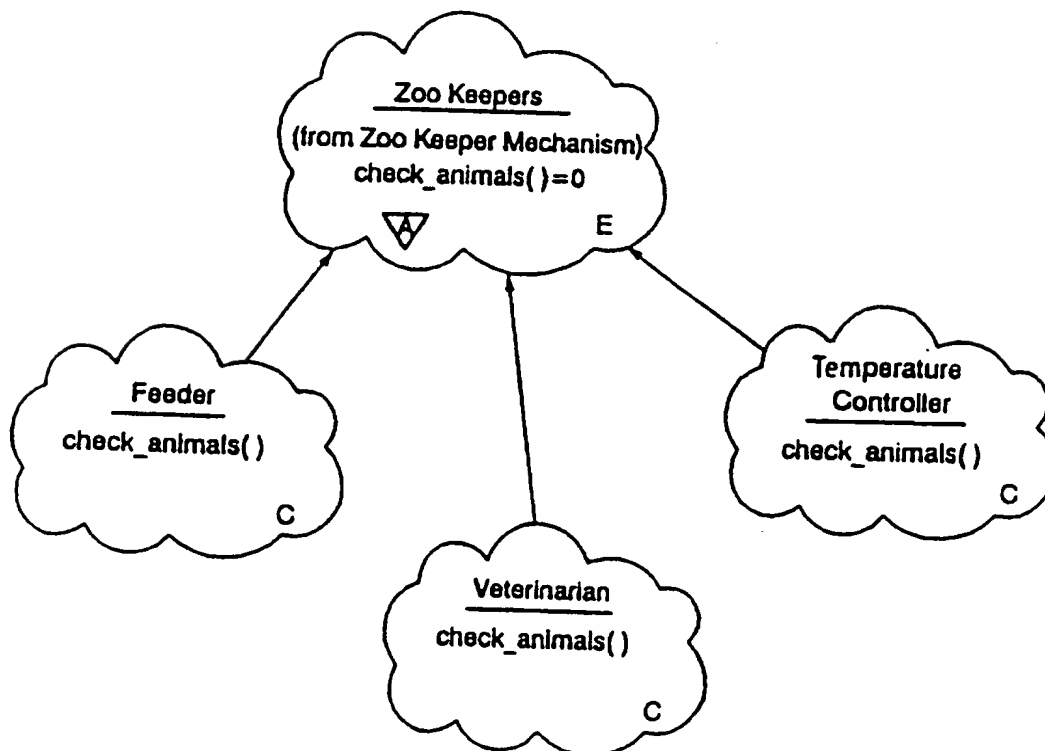 Zoo Keepers
(from Zoo Keeper Mechanism)
check_animals()=0
A
E
Feeder
check_animals()
C
Temperature
Controller
check_animals()
C
Veterinarian
check_animals()
C